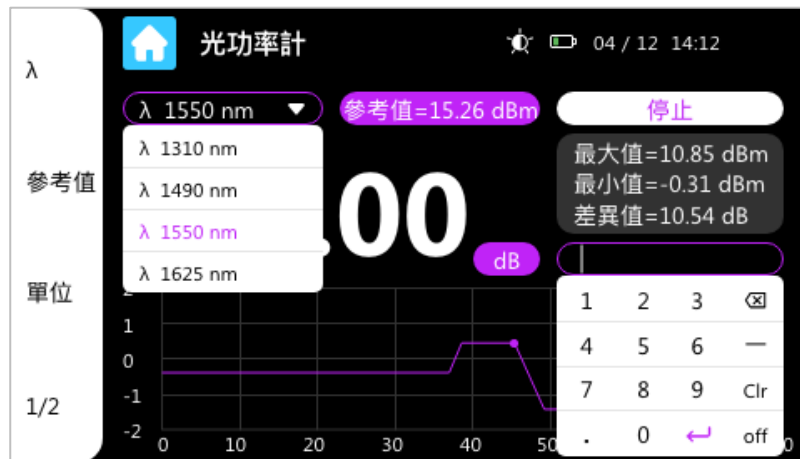 λ
參考值
單位
1/2
光功率計
04 / 12 14:12
λ 1550 nm
參考值=15.26 dBm
停止
λ 1310 nm
λ 1490 nm
λ 1550 nm
λ 1625 nm
.00
dB
最大值=10.85 dBm
最小值=-0.31 dBm
差異值=10.54 dB
1 2 3
4 5 6 —
7 8 9 Clr
. 0 off
2
1
0
-1
-2
0 10 20 30 40 50
0